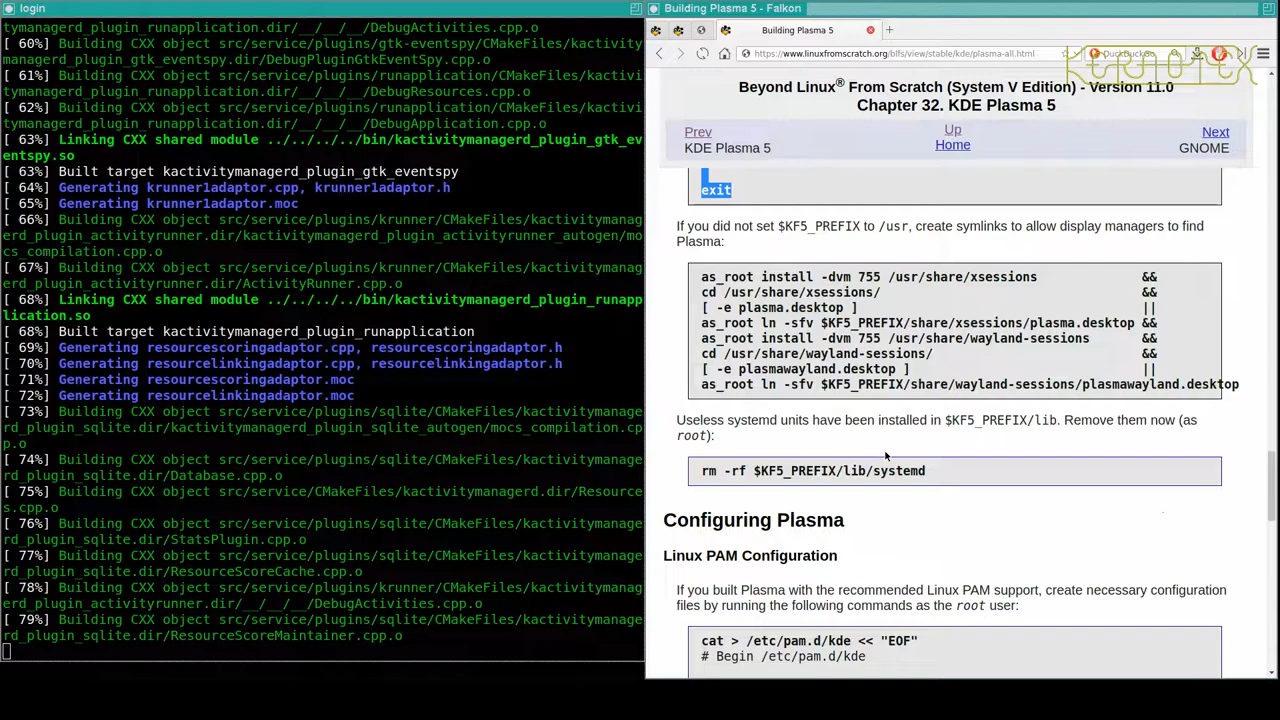 login
tymanagerd_plugin_runapplication.dir/__/__/__/DebugActivities.cpp.o
[ 60%] Building CXX object src/service/plugins/gtk-eventspy/CMakeFiles/kactivity
manager_plugin_gtk_eventspy.dir/DebugPluginGtkEventSpy.cpp.o
[ 61%] Building CXX object src/service/plugins/runapplication/CMakeFiles/kactivi
tymanagerd_plugin_runapplication.dir/DebugResources.cpp.o
[ 62%] Building CXX object src/service/plugins/runapplication/CMakeFiles/kactivi
tymanagerd_plugin_runapplication.dir/DebugApplication.cpp.o
[ 63%] Linking CXX shared module ../../../../bin/kactivitymanagerd_plugin_gtk_ev
entspy.so
[ 63%] Built target kactivitymanagerd_plugin_gtk_eventspy
[ 64%] Generating krunner1adaptor.cpp, krunner1adaptor.h
[ 65%] Generating krunner1adaptor.moc
[ 66%] Building CXX object src/service/plugins/krunner/CMakeFiles/kactivitymanag
erd_plugin_activityrunner.dir/kactivitymanagerd_plugin_activityrunner_autogen/mo
cs_compilation.cpp.o
[ 67%] Building CXX object src/service/plugins/krunner/CMakeFiles/kactivitymanag
erd_plugin_activityrunner.dir/ActivityRunner.cpp.o
[ 68%] Linking CXX shared module ../../../../bin/kactivitymanagerd_plugin_runapp
lication.so
[ 68%] Built target kactivitymanagerd_plugin_runapplication
[ 69%] Generating resourcescoringadaptor.cpp, resourcescoringadaptor.h
[ 70%] Generating resourcelinkingadaptor.cpp, resourcelinkingadaptor.h
[ 71%] Generating resourcescoringadaptor.moc
[ 72%] Generating resourcelinkingadaptor.moc
[ 73%] Building CXX object src/service/plugins/sqlite/CMakeFiles/kactivitymanage
rd_plugin_sqlite.dir/kactivitymanagerd_plugin_sqlite_autogen/mocs_compilation.cp
p.o
[ 74%] Building CXX object src/service/plugins/sqlite/CMakeFiles/kactivitymanage
rd_plugin_sqlite.dir/Database.cpp.o
[ 75%] Building CXX object src/service/CMakeFiles/kactivitymanagerd.dir/Resource
s.cpp.o
[ 76%] Building CXX object src/service/plugins/sqlite/CMakeFiles/kactivitymanage
rd_plugin_sqlite.dir/StatsPlugin.cpp.o
[ 77%] Building CXX object src/service/plugins/sqlite/CMakeFiles/kactivitymanage
rd_plugin_sqlite.dir/ResourceScoreCache.cpp.o
[ 78%] Building CXX object src/service/plugins/krunner/CMakeFiles/kactivitymanag
erd_plugin_activityrunner.dir/__/__/__/DebugActivities.cpp.o
[ 79%] Building CXX object src/service/plugins/sqlite/CMakeFiles/kactivitymanage
rd_plugin_sqlite.dir/ResourceScoreMaintainer.cpp.o
Building Plasma 5 - Falkon
Building Plasma 5
https://www.linuxfromscratch.org/blfs/view/stable/kde/plasma-all.html
Beyond Linux® From Scratch (System V Edition) - Version 11.0
Chapter 32. KDE Plasma 5
Prev Up Next
KDE Plasma 5 Home GNOME
exit
If you did not set $KF5_PREFIX to /usr, create symlinks to allow display managers to find
Plasma:
as_root install -dvm 755 /usr/share/xsessions &&
cd /usr/share/xsessions/ &&
[ -e plasma.desktop ] ||
as_root ln -sfv $KF5_PREFIX/share/xsessions/plasma.desktop &&
as_root install -dvm 755 /usr/share/wayland-sessions &&
cd /usr/share/wayland-sessions/ &&
[ -e plasmawayland.desktop ] ||
as_root ln -sfv $KF5_PREFIX/share/wayland-sessions/plasmawayland.desktop
Useless systemd units have been installed in $KF5_PREFIX/lib. Remove them now (as
root):
rm -rf $KF5_PREFIX/lib/systemd
Configuring Plasma
Linux PAM Configuration
If you built Plasma with the recommended Linux PAM support, create necessary configuration
files by running the following commands as the root user:
cat > /etc/pam.d/kde << "EOF"
# Begin /etc/pam.d/kde